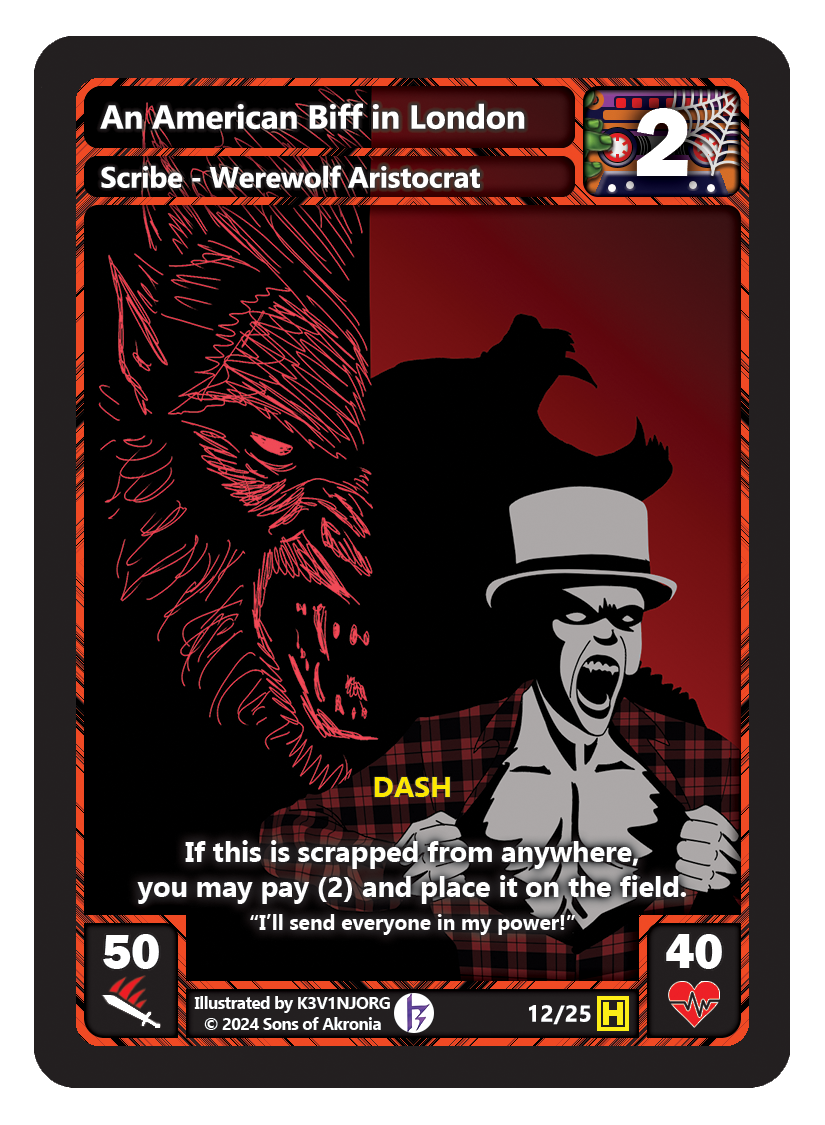 An American Biff in London
2
Scribe - Werewolf Aristocrat
DASH
If this is scrapped from anywhere,
you may pay (2) and place it on the field.
“I’ll send everyone in my power!”
50
40
Illustrated by K3V1NJORG
© 2024 Sons of Akronia
12/25 H